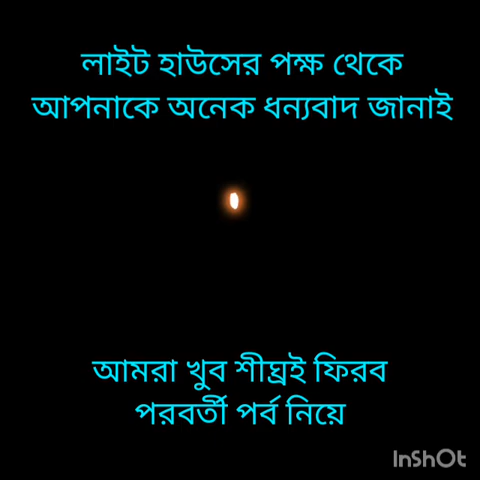 লাইট হাউসের পক্ষ থেকে
আপনাকে অনেক ধন্যবাদ জানাই
আমরা খুব শীঘ্রই ফিরব
পরবর্তী পর্ব নিয়ে
InShOt